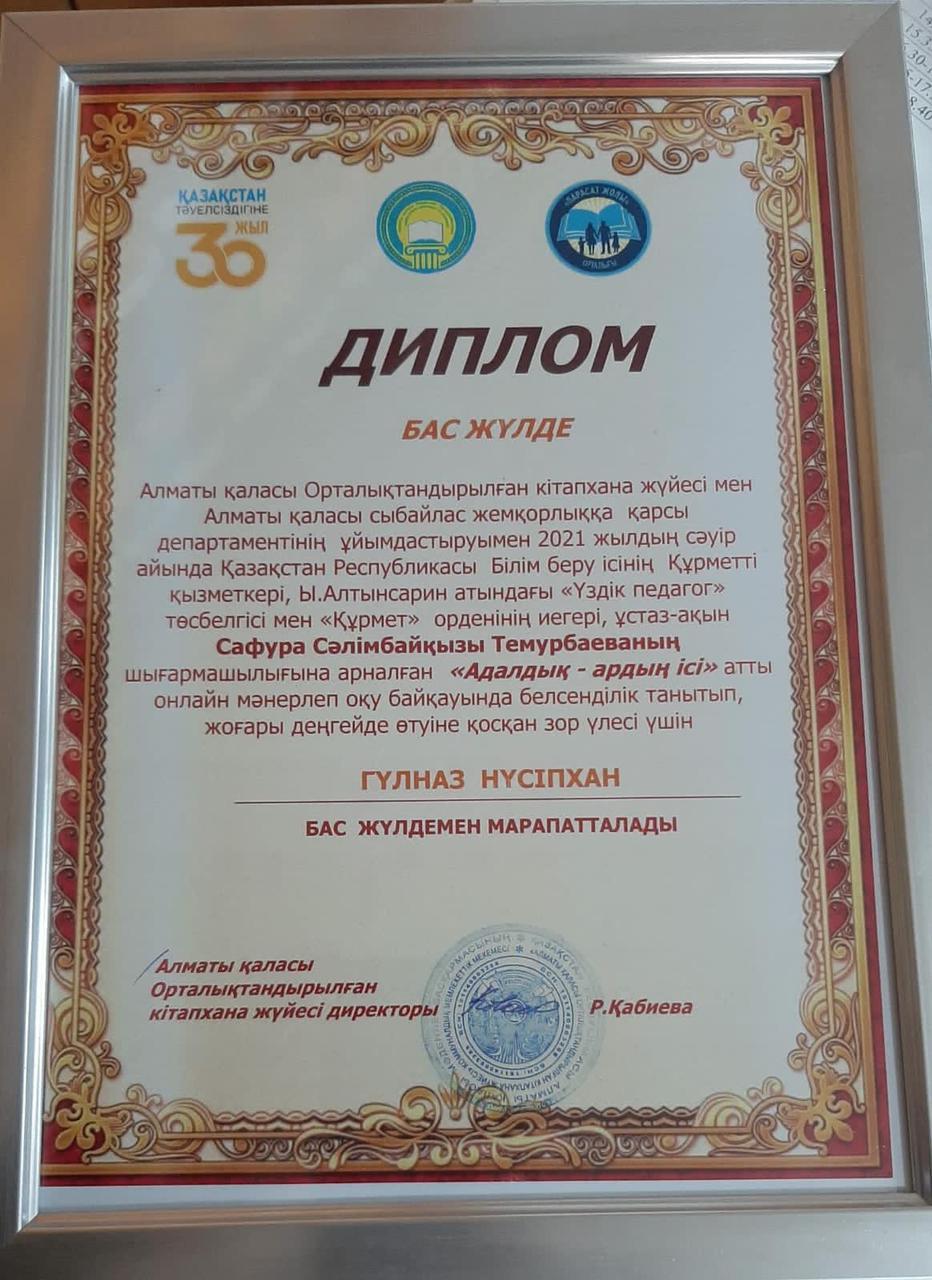 ҚАЗАҚСТАН
ТӘУЕЛСІЗДІГІНЕ
30 ЖЫЛ
«ПАРАСАТ ЖОЛЫ»
ОРТАЛЫҒЫ
ДИПЛОМ
БАС ЖҮЛДЕ
Алматы қаласы Орталықтандырылған кітапхана жүйесі мен
Алматы қаласы сыбайлас жемқорлыққа қарсы
департаментінің ұйымдастыруымен 2021 жылдың сәуір
айында Қазақстан Республикасы Білім беру ісінің Құрметті
қызметкері, Ы.Алтынсарин атындағы «Үздік педагог»
төсбелгісі мен «Құрмет» орденінің иегері, ұстаз-ақын
Сафура Сәлімбайқызы Темурбаеваның
шығармашылығына арналған «Адалдық - ардың ісі» атты
онлайн мәнерлеп оқу байқауында белсенділік танытып,
жоғары деңгейде өтуіне қосқан зор үлесі үшін
ГҮЛНАЗ НҮСІПХАН
БАС ЖҮЛДЕМЕН МАРАПАТТАЛАДЫ
Алматы қаласы
Орталықтандырылған
кітапхана жүйесі директоры Р.Қабиева